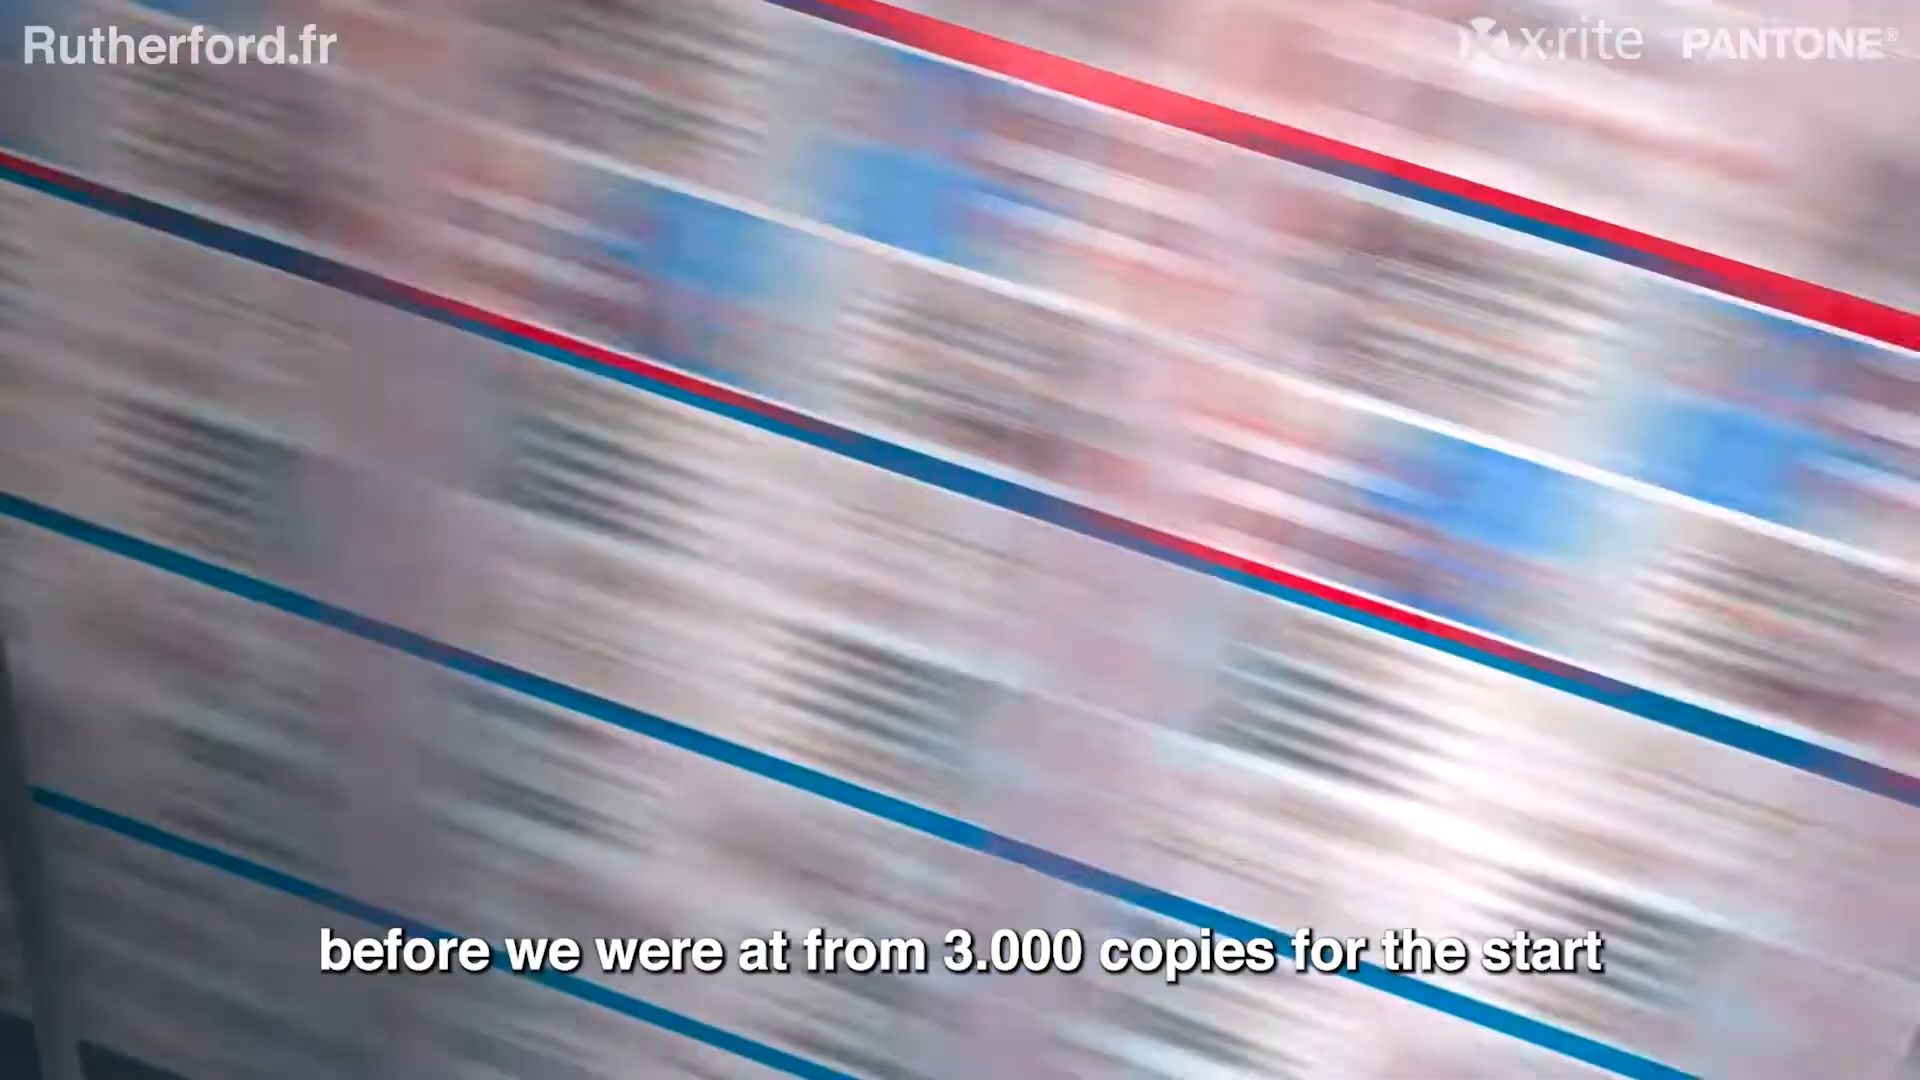 Rutherford.fr
x·rite PANTONE®
before we were at from 3.000 copies for the start